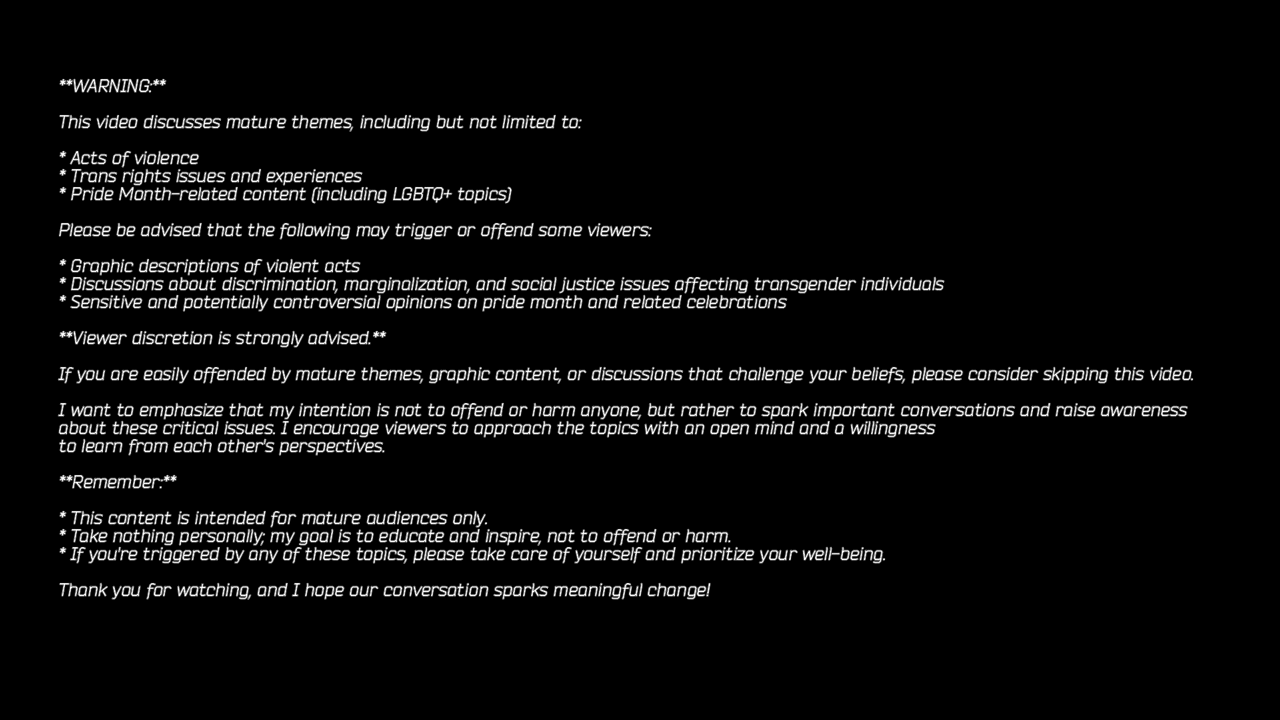 **WARNING:**
This video discusses mature themes, including but not limited to:
* Acts of violence
* Trans rights issues and experiences
* Pride Month-related content (including LGBTQ+ topics)
Please be advised that the following may trigger or offend some viewers:
* Graphic descriptions of violent acts
* Discussions about discrimination, marginalization, and social justice issues affecting transgender individuals
* Sensitive and potentially controversial opinions on pride month and related celebrations
**Viewer discretion is strongly advised.**
If you are easily offended by mature themes, graphic content, or discussions that challenge your beliefs, please consider skipping this video.
I want to emphasize that my intention is not to offend or harm anyone, but rather to spark important conversations and raise awareness
about these critical issues. I encourage viewers to approach the topics with an open mind and a willingness
to learn from each other's perspectives.
**Remember:**
* This content is intended for mature audiences only.
* Take nothing personally; my goal is to educate and inspire, not to offend or harm.
* If you're triggered by any of these topics, please take care of yourself and prioritize your well-being.
Thank you for watching, and I hope our conversation sparks meaningful change!